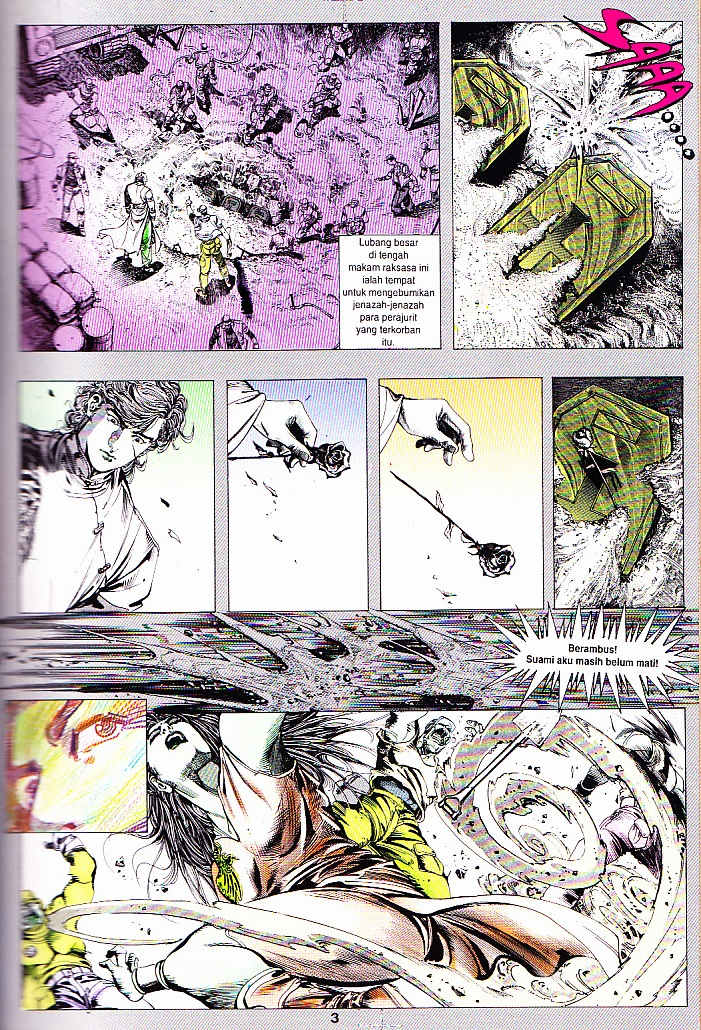 SAAA
Lubang besar
di tengah
makam raksasa ini
ialah tempat
untuk mengebumikan
jenazah-jenazah
para perajurit
yang terkorban
itu.
Berambus!
Suami aku masih belum mati!
3